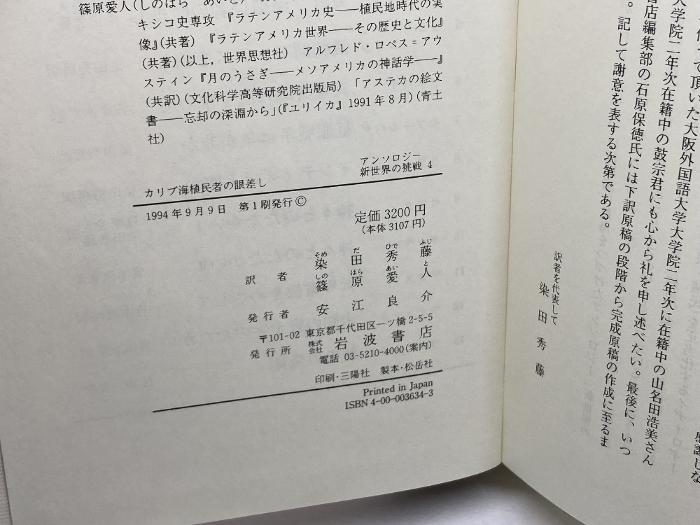 篠原愛人(しのはら あいと)
キシコ史専攻 『ラテンアメリカ史——植民地時代の実
像』(共著) 『ラテンアメリカ世界——その歴史と文化』
(共著)(以上，世界思想社) アルフレド・ロペス=アウ
スティン『月のうさぎ——メソアメリカの神話学——』
(共訳)(文化科学高等研究院出版局) 「アステカの絵文
書——忘却の深淵から」(『ユリイカ』1991年8月)(青土
社)
カリブ海植民者の眼差し
アンソロジー
新世界の挑戦 4
1994年9月9日 第1刷発行©
定価3200円
(本体3107円)
訳者
染田秀藤
そめ だ ひで ふじ
篠原愛人
しの はら あい と
発行者 安江良介
〒101-02 東京都千代田区一ツ橋2-5-5
発行所 株式会社 岩波書店
電話 03-5210-4000(案内)
印刷・三陽社 製本・松岳社
Printed in Japan
ISBN 4-00-003634-3
て頂いた大阪外国語大学大学院二年次に在籍中の山名田浩美さん
大学院二年次在籍中の鼓宗君にも心から礼を申し述べたい。最後に、いつ
店編集部の石原保徳氏には下訳原稿の段階から完成原稿の作成に至るま
。記して謝意を表する次第である。
訳者を代表して
染田秀藤